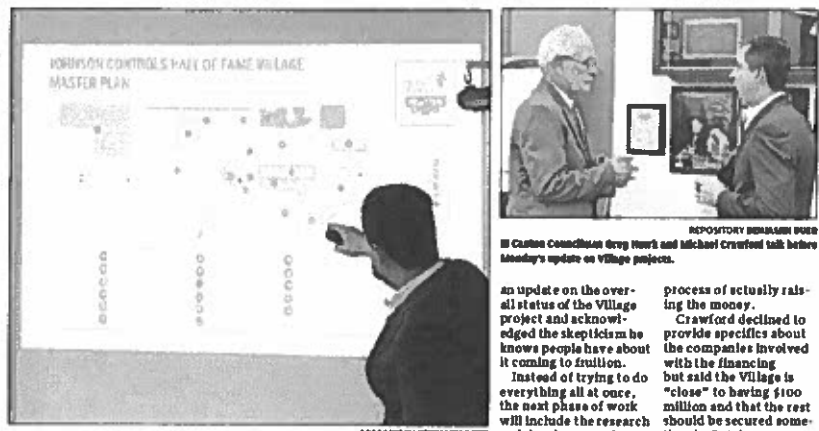 JOHNSON CONTROLS HALL OF FAME VILLAGE
MASTER PLAN
REPOSITORY
Canton Councilman Greg Hawk and Michael Crawford talk before
Monday's update on Village projects.
an update on the over-
all status of the Village
project and acknowl-
edged the skepticism he
knows people have about
it coming to fruition.
Instead of trying to do
everything all at once,
the next phase of work
will include the research
process of actually rais-
ing the money.
Crawford declined to
provide specifics about
the companies involved
with the financing
but said the Village is
"close" to having $100
million and that the rest
should be secured some-